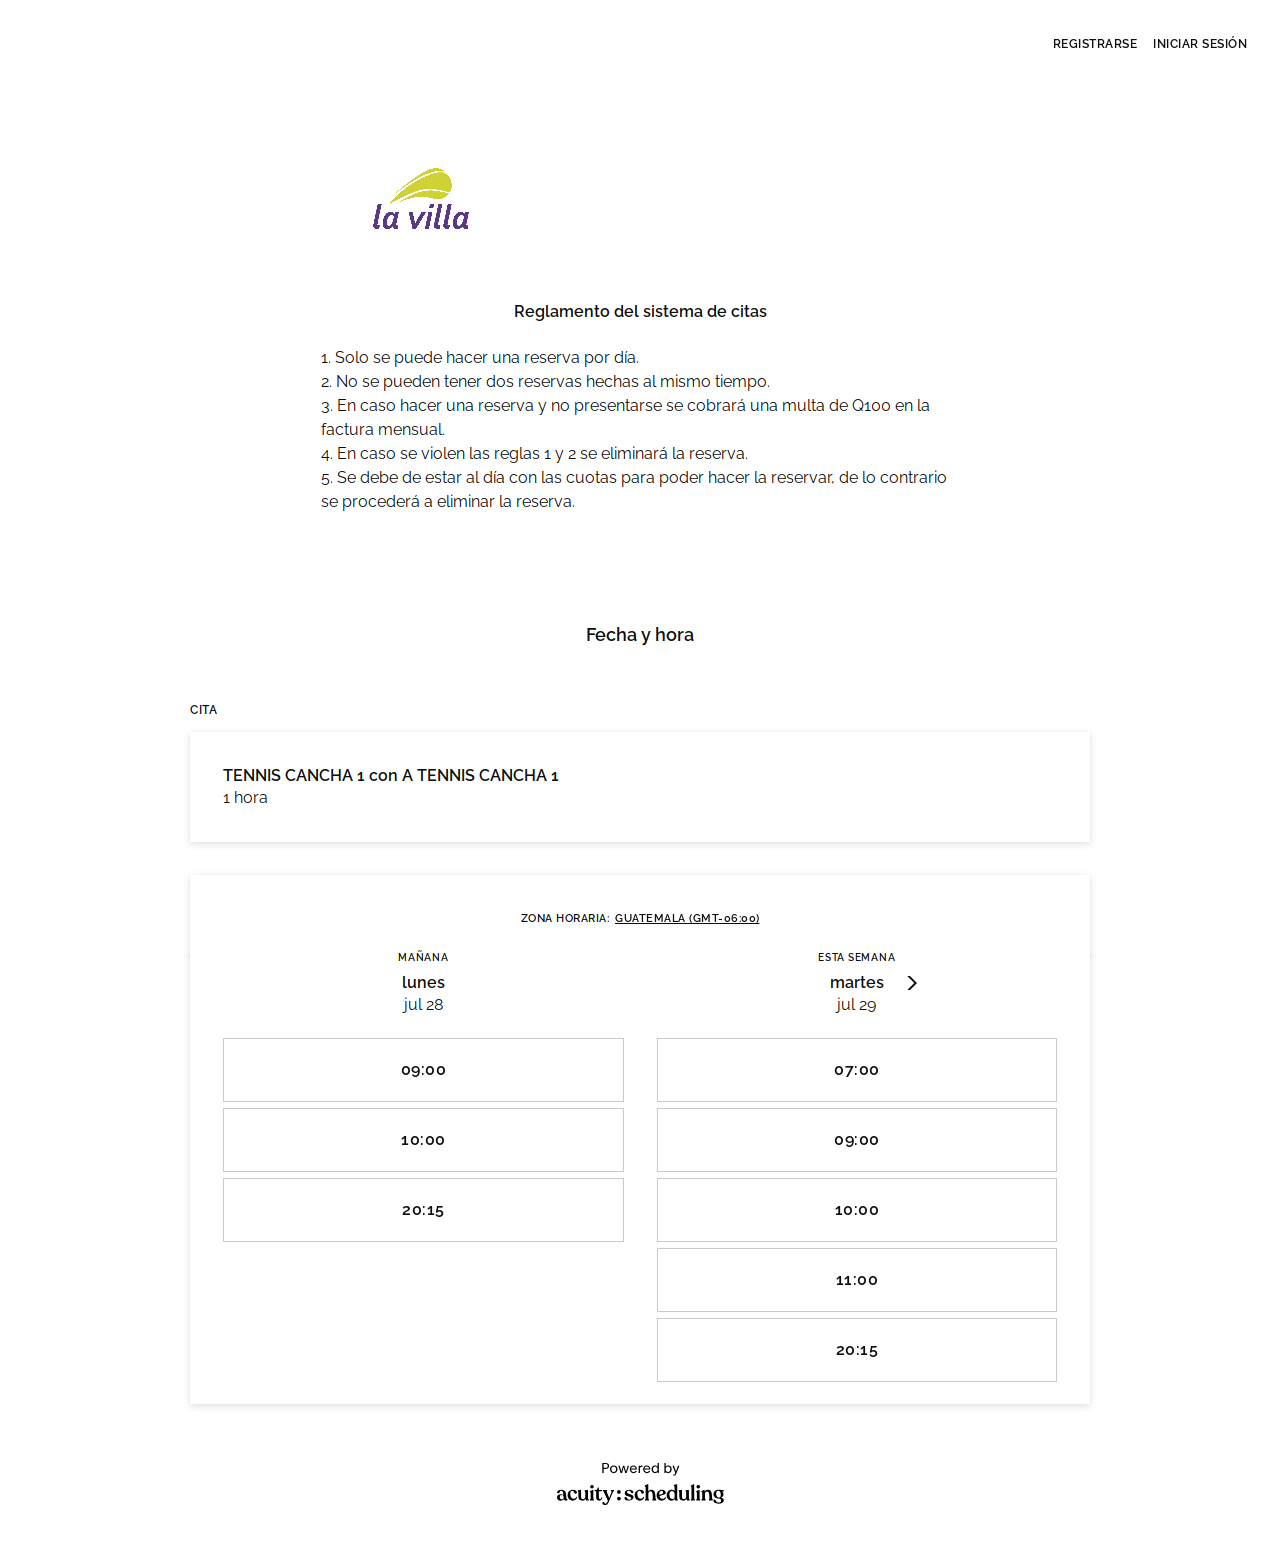 REGISTRARSE INICIAR SESIÓN
la villa
Reglamento del sistema de citas
1. Solo se puede hacer una reserva por día.
2. No se pueden tener dos reservas hechas al mismo tiempo.
3. En caso hacer una reserva y no presentarse se cobrará una multa de Q100 en la
factura mensual.
4. En caso se violen las reglas 1 y 2 se eliminará la reserva.
5. Se debe de estar al día con las cuotas para poder hacer la reservar, de lo contrario
se procederá a eliminar la reserva.
Fecha y hora
CITA
TENNIS CANCHA 1 con A TENNIS CANCHA 1
1 hora
ZONA HORARIA: GUATEMALA (GMT-06:00)
MAÑANA
lunes
jul 28
09:00
10:00
20:15
ESTA SEMANA
martes
jul 29
07:00
09:00
10:00
11:00
20:15
Powered by
acuity:scheduling